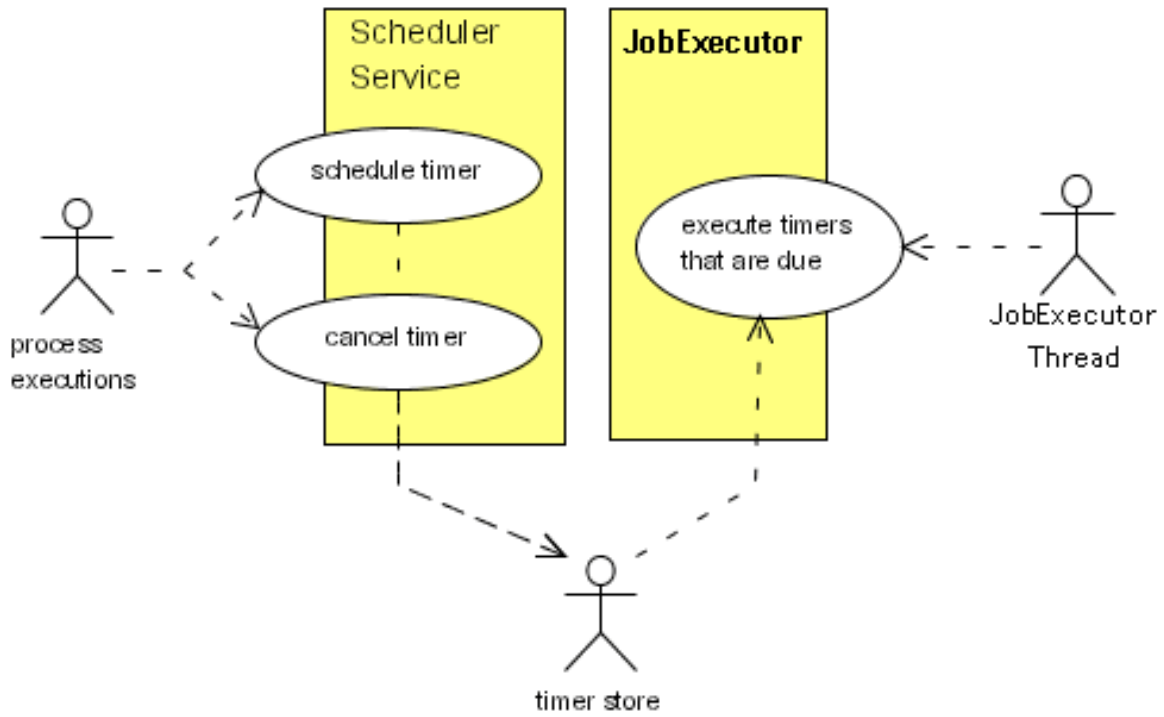 Scheduler
Service
JobExecutor
schedule timer
execute timers
that are due
cancel timer
process
executions
JobExecutor
Thread
timer store